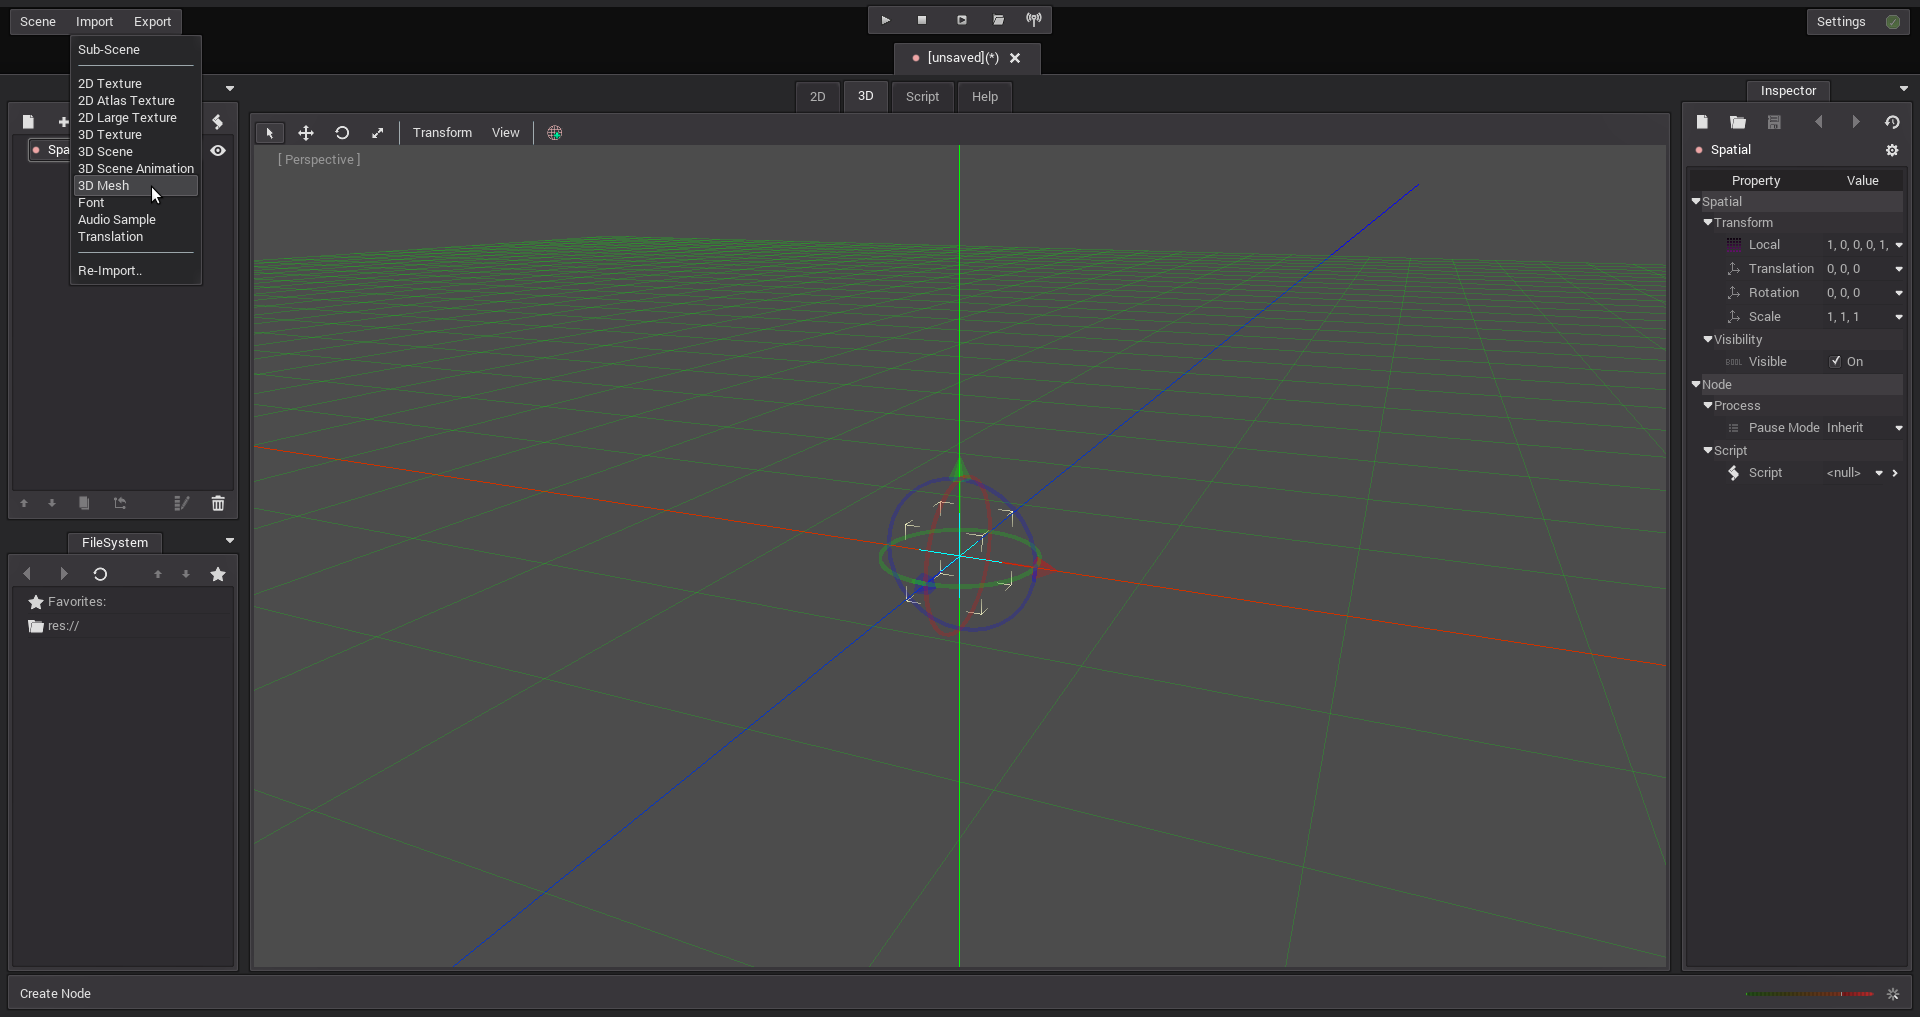 Scene Import Export
Settings
Sub-Scene
[unsaved](*)
2D Texture
2D Atlas Texture
2D Large Texture
3D Texture
3D Scene
3D Scene Animation
3D Mesh
Font
Audio Sample
Translation
Re-Import..
2D 3D Script Help
Transform View
[ Perspective ]
Spa
FileSystem
Favorites:
res://
Inspector
Spatial
Property Value
Spatial
Transform
Local 1, 0, 0, 0, 1,
Translation 0, 0, 0
Rotation 0, 0, 0
Scale 1, 1, 1
Visibility
BOOL Visible On
Node
Process
Pause Mode Inherit
Script
Script <null>
Create Node